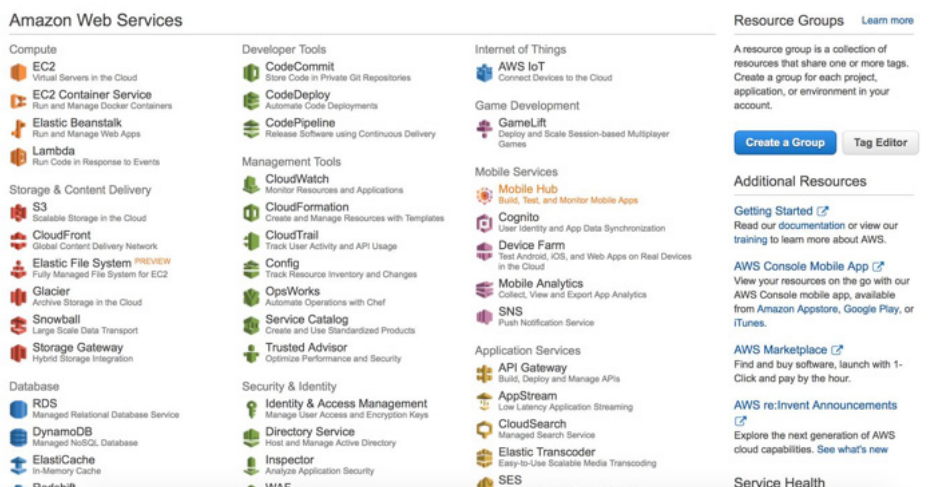 Amazon Web Services
Compute
EC2
Virtual Servers in the Cloud
EC2 Container Service
Run and Manage Docker Containers
Elastic Beanstalk
Run and Manage Web Apps
Lambda
Run Code in Response to Events
Storage & Content Delivery
S3
Scalable Storage in the Cloud
CloudFront
Global Content Delivery Network
Elastic File System PREVIEW
Fully Managed File System for EC2
Glacier
Archive Storage in the Cloud
Snowball
Large Scale Data Transport
Storage Gateway
Hybrid Storage Integration
Database
RDS
Managed Relational Database Service
DynamoDB
Managed NoSQL Database
ElastiCache
In-Memory Cache
Redshift
Developer Tools
CodeCommit
Store Code in Private Git Repositories
CodeDeploy
Automate Code Deployments
CodePipeline
Release Software using Continuous Delivery
Management Tools
CloudWatch
Monitor Resources and Applications
CloudFormation
Create and Manage Resources with Templates
CloudTrail
Track User Activity and API Usage
Config
Track Resource Inventory and Changes
OpsWorks
Automate Operations with Chef
Service Catalog
Create and Use Standardized Products
Trusted Advisor
Optimize Performance and Security
Security & Identity
Identity & Access Management
Manage User Access and Encryption Keys
Directory Service
Host and Manage Active Directory
Inspector
Analyze Application Security
WAF
Internet of Things
AWS IoT
Connect Devices to the Cloud
Game Development
GameLift
Deploy and Scale Session-based Multiplayer
Games
Mobile Services
Mobile Hub
Build, Test, and Monitor Mobile Apps
Cognito
User Identity and App Data Synchronization
Device Farm
Test Android, iOS, and Web Apps on Real Devices
in the Cloud
Mobile Analytics
Collect, View and Export App Analytics
SNS
Push Notification Service
Application Services
API Gateway
Build, Deploy and Manage APIs
AppStream
Low Latency Application Streaming
CloudSearch
Managed Search Service
Elastic Transcoder
Easy-to-Use Scalable Media Transcoding
SES
Resource Groups Learn more
A resource group is a collection of
resources that share one or more tags.
Create a group for each project,
application, or environment in your
account.
Create a Group Tag Editor
Additional Resources
Getting Started
Read our documentation or view our
training to learn more about AWS.
AWS Console Mobile App
View your resources on the go with our
AWS Console mobile app, available
from Amazon Appstore, Google Play, or
iTunes.
AWS Marketplace
Find and buy software, launch with 1-
Click and pay by the hour.
AWS re:Invent Announcements
Explore the next generation of AWS
cloud capabilities. See what's new
Service Health